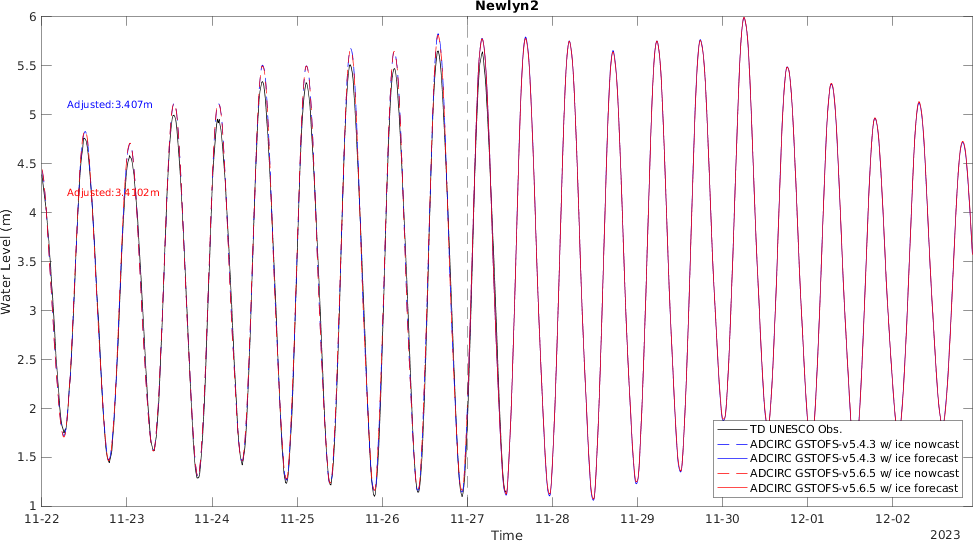 Newlyn2
6
5.5
5
4.5
4
3.5
3
2.5
2
1.5
1
Water Level (m)
Adjusted:3.407m
Adjusted:3.4102m
TD UNESCO Obs.
ADCIRC GSTOFS-v5.4.3 w/ ice nowcast
ADCIRC GSTOFS-v5.4.3 w/ ice forecast
ADCIRC GSTOFS-v5.6.5 w/ ice nowcast
ADCIRC GSTOFS-v5.6.5 w/ ice forecast
11-22 11-23 11-24 11-25 11-26 11-27 11-28 11-29 11-30 12-01 12-02
Time
2023